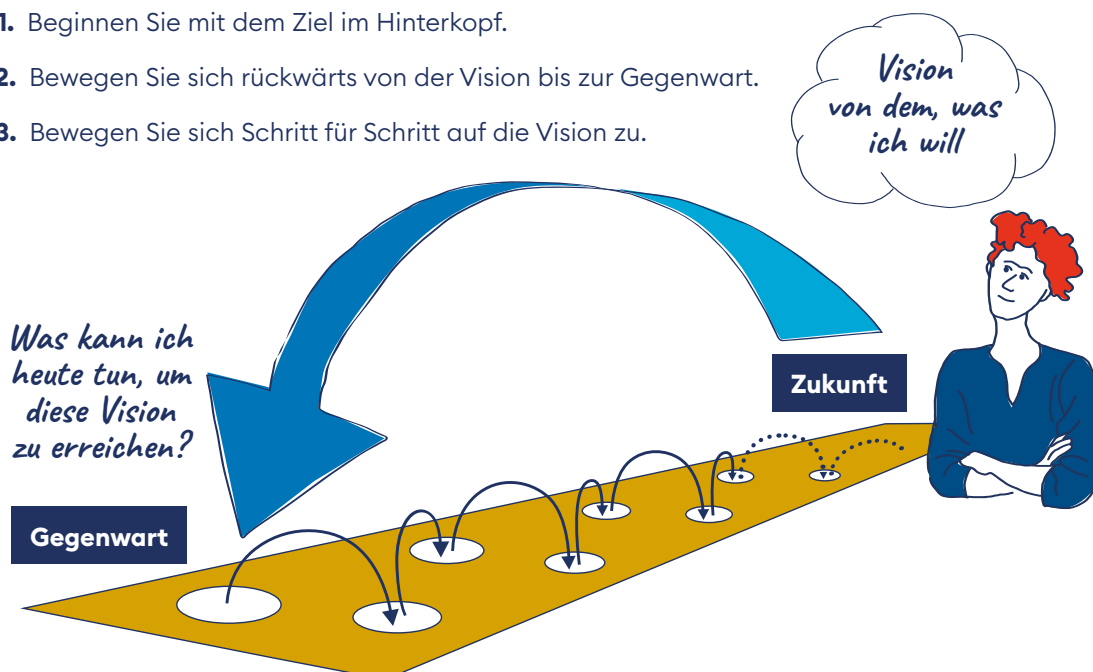 1. Beginnen Sie mit dem Ziel im Hinterkopf.
2. Bewegen Sie sich rückwärts von der Vision bis zur Gegenwart.
3. Bewegen Sie sich Schritt für Schritt auf die Vision zu.
Vision
von dem, was
ich will
Was kann ich
heute tun, um
diese Vision
zu erreichen?
Zukunft
Gegenwart